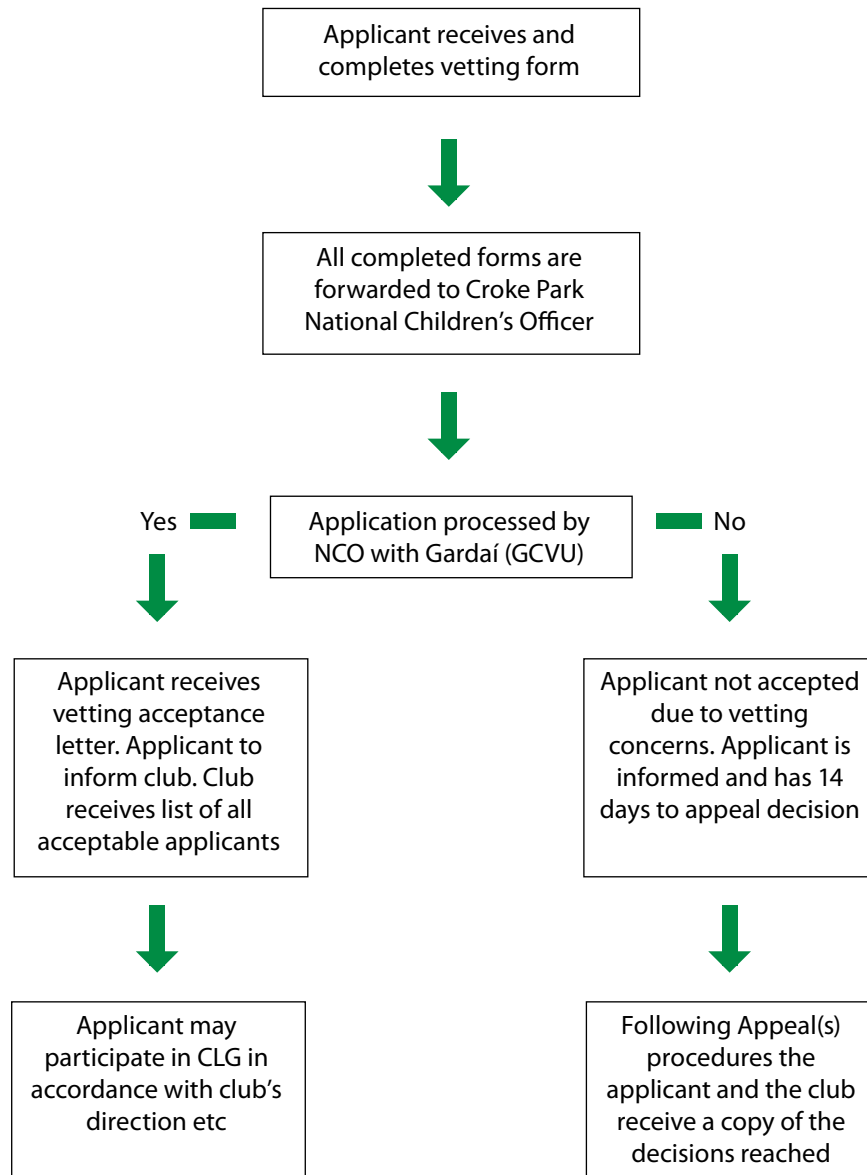 Applicant receives and
completes vetting form
All completed forms are
forwarded to Croke Park
National Children’s Officer
Yes
Application processed by
NCO with Gardaí (GCVU)
No
Applicant receives
vetting acceptance
letter. Applicant to
inform club. Club
receives list of all
acceptable applicants
Applicant not accepted
due to vetting
concerns. Applicant is
informed and has 14
days to appeal decision
Applicant may
participate in CLG in
accordance with club’s
direction etc
Following Appeal(s)
procedures the
applicant and the club
receive a copy of the
decisions reached